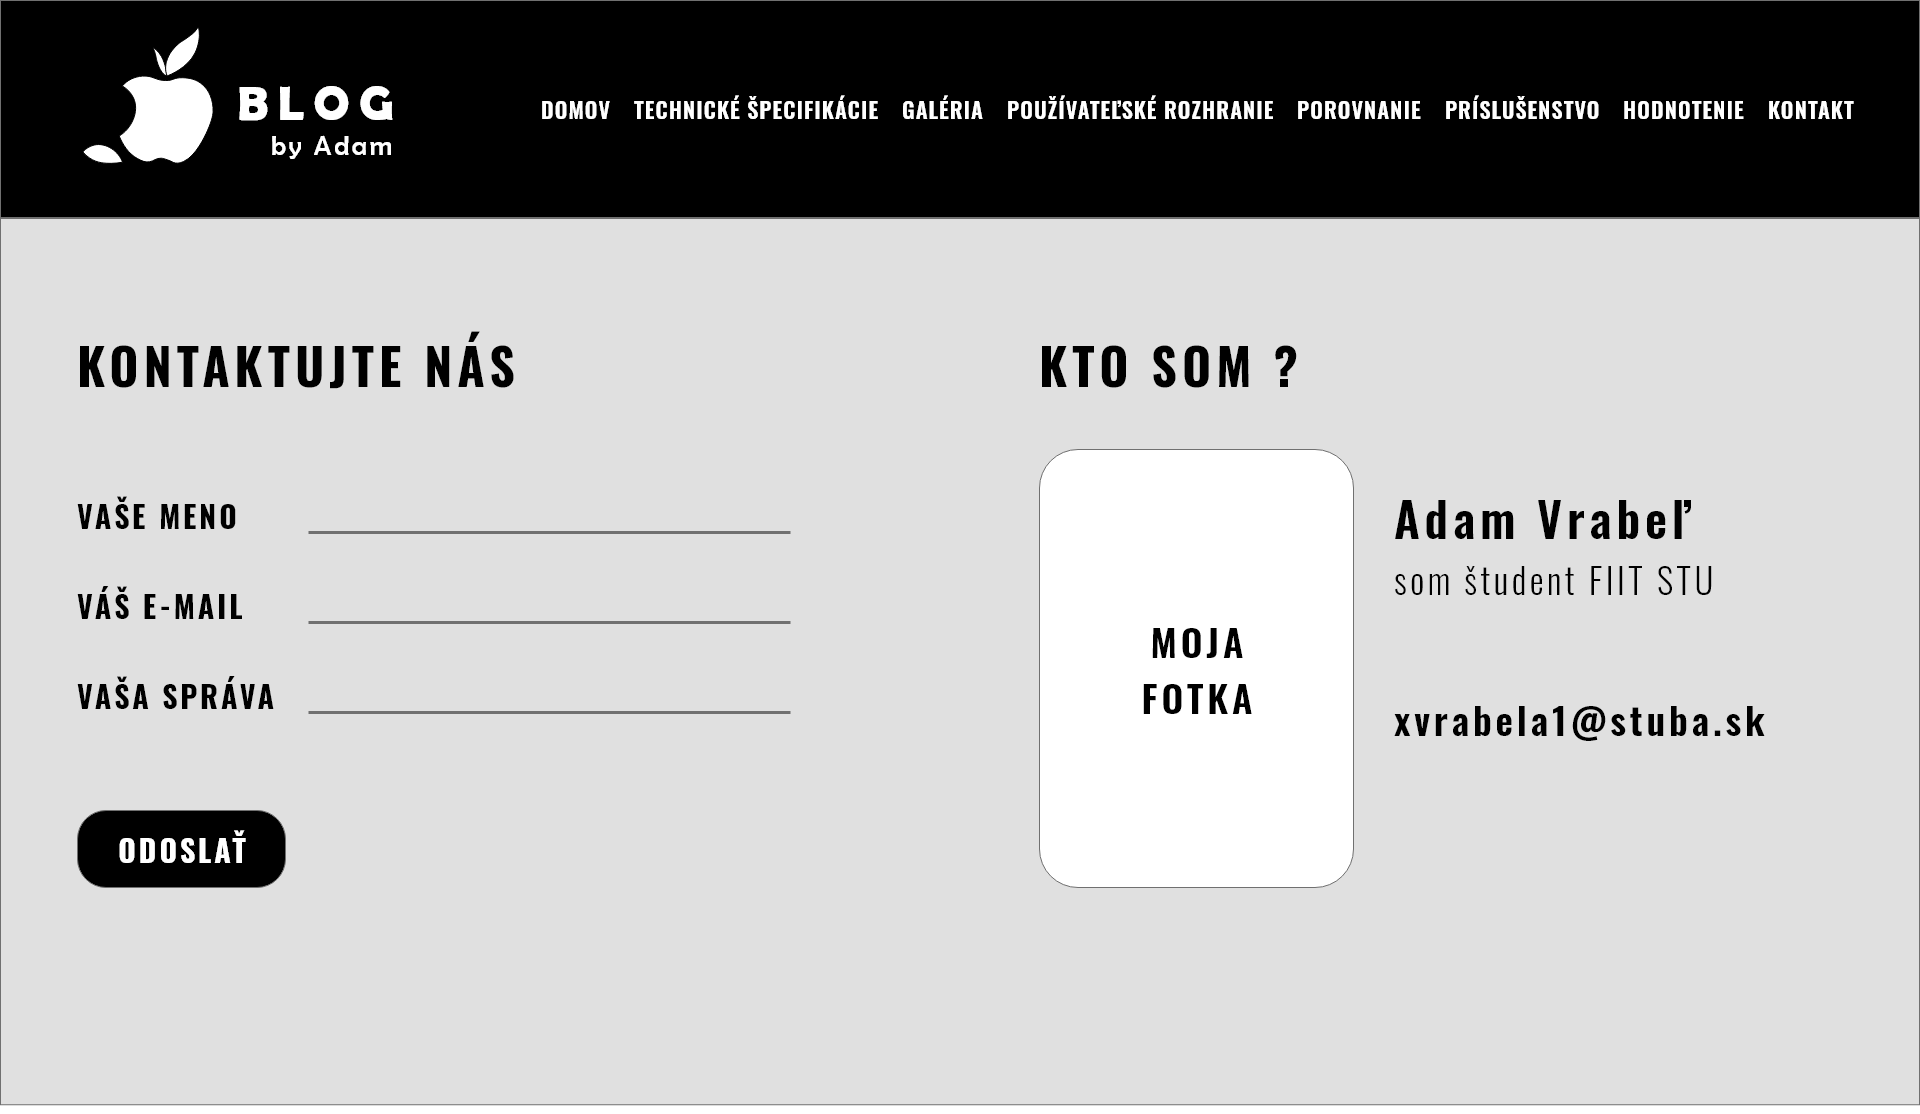 BLOG
by Adam
DOMOV TECHNICKÉ ŠPECIFIKÁCIE GALÉRIA POUŽÍVATEĽSKÉ ROZHRANIE POROVNANIE PRÍSLUŠENSTVO HODNOTENIE KONTAKT
KONTAKTUJTE NÁS
VAŠE MENO
VÁŠ E-MAIL
VAŠA SPRÁVA
ODOSLAŤ
KTO SOM ?
MOJA
FOTKA
Adam Vrabeľ
som študent FIIT STU
xvrabela1@stuba.sk